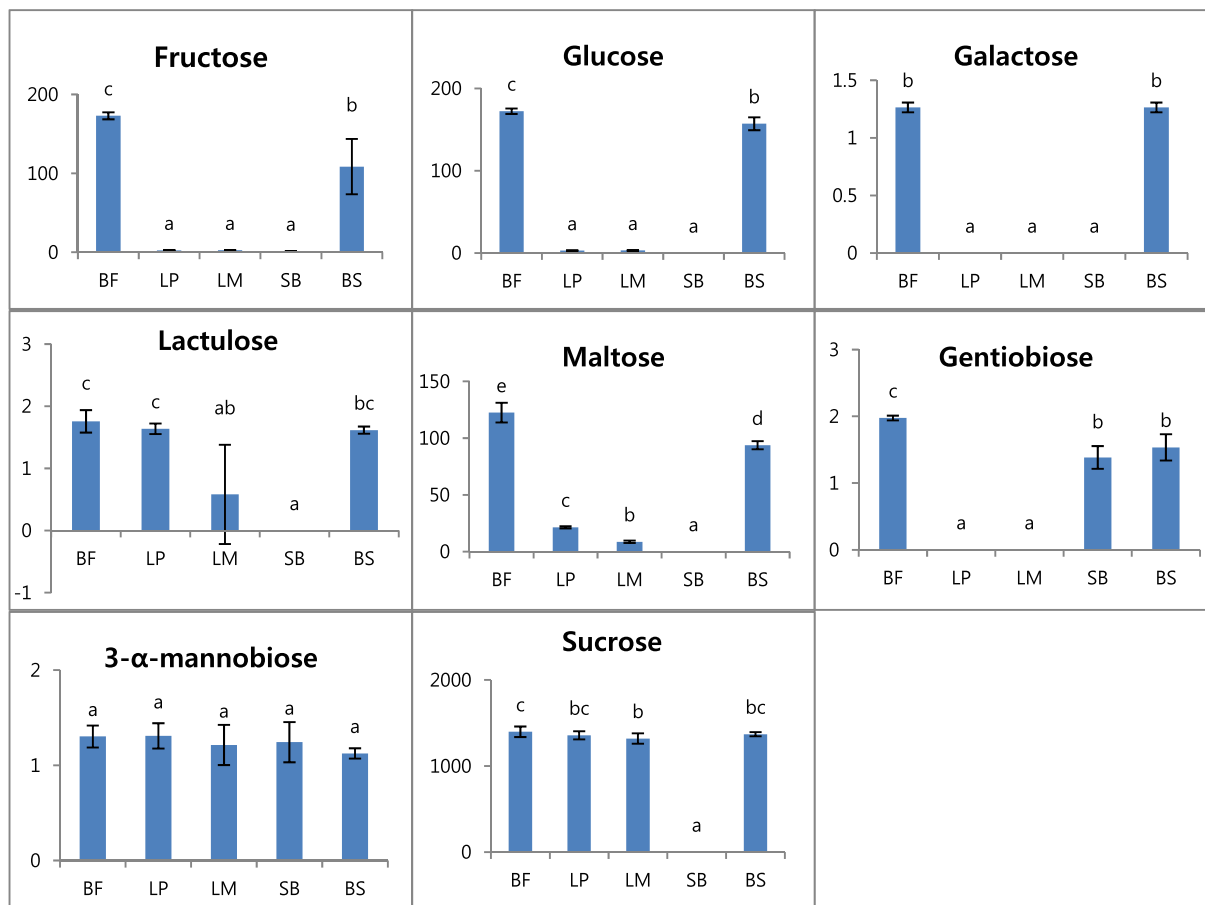 Fructose
200
100
0
c
a
a
a
b
BF LP LM SB BS
Glucose
200
100
0
c
a
a
a
b
BF LP LM SB BS
Galactose
1.5
1
0.5
0
b
a
a
a
b
BF LP LM SB BS
Lactulose
3
2
1
0
-1
c
c
ab
a
bc
BF LP LM SB BS
Maltose
150
100
50
0
e
c
b
a
d
BF LP LM SB BS
Gentiobiose
3
2
1
0
c
a
a
b
b
BF LP LM SB BS
3-α-mannobiose
2
1
0
a
a
a
a
a
BF LP LM SB BS
Sucrose
2000
1000
0
c
bc
b
a
bc
BF LP LM SB BS